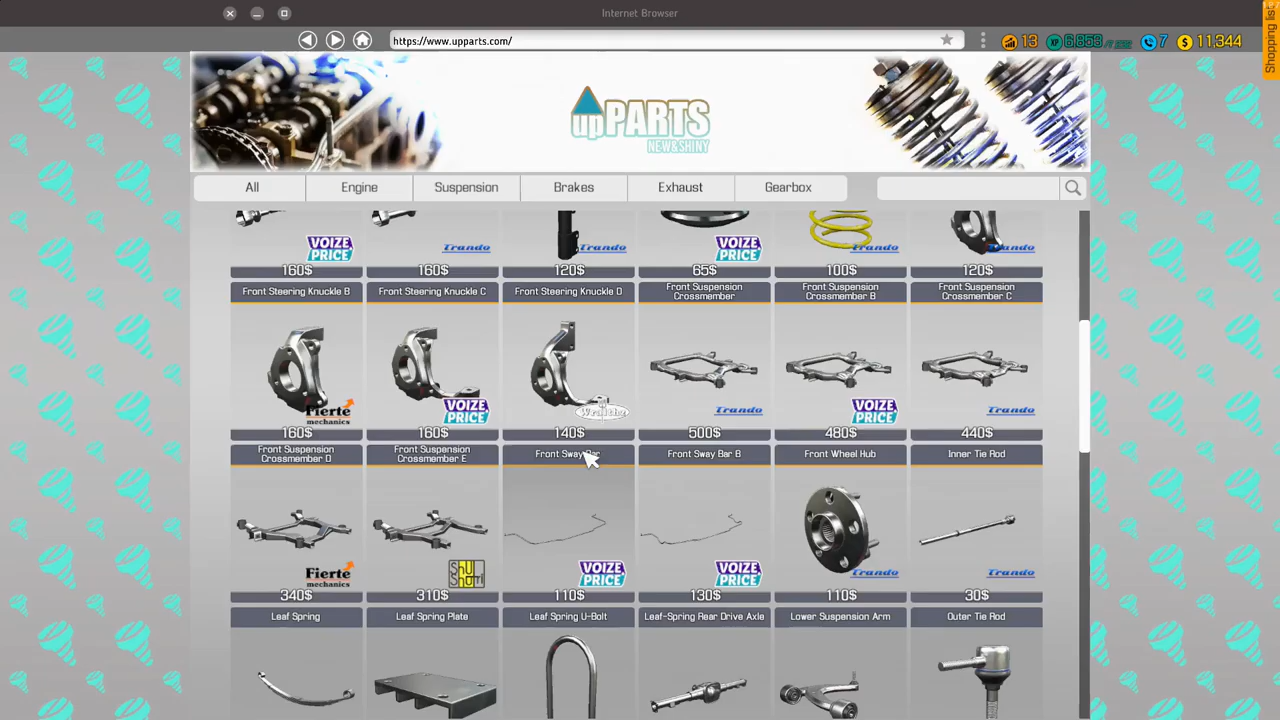 Internet Browser
https://www.upparts.com/
13
7
11,344
Shopping list
upPARTS
NEW&SHINY
All
Engine
Suspension
Brakes
Exhaust
Gearbox
VOIZE PRICE
Trando
Trando
VOIZE PRICE
Trando
Trando
160$
160$
120$
65$
100$
120$
Front Steering Knuckle B
Front Steering Knuckle C
Front Steering Knuckle D
Front Suspension Crossmember
Front Suspension Crossmember B
Front Suspension Crossmember C
Fierte mechanics
VOIZE PRICE
Trando
VOIZE PRICE
Trando
160$
160$
140$
500$
480$
440$
Front Suspension Crossmember D
Front Suspension Crossmember E
Front Sway Bar
Front Sway Bar B
Front Wheel Hub
Inner Tie Rod
Fierte mechanics
Shu Shumi
VOIZE PRICE
VOIZE PRICE
Trando
Trando
340$
310$
110$
130$
110$
30$
Leaf Spring
Leaf Spring Plate
Leaf Spring U-Bolt
Leaf-Spring Rear Drive Axle
Lower Suspension Arm
Outer Tie Rod